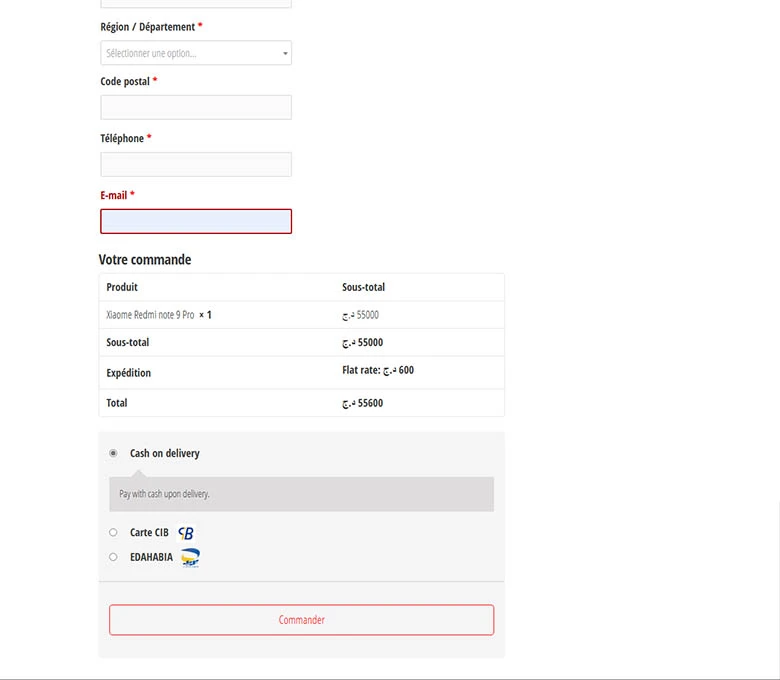 Région / Département *
Sélectionner une option...
Code postal *
Téléphone *
E-mail *
Votre commande
Produit Sous-total
Xiaome Redmi note 9 Pro × 1 د.ج 55000
Sous-total د.ج 55000
Expédition Flat rate: د.ج 600
Total د.ج 55600
Cash on delivery
Pay with cash upon delivery.
Carte CIB
EDAHABIA
Commander